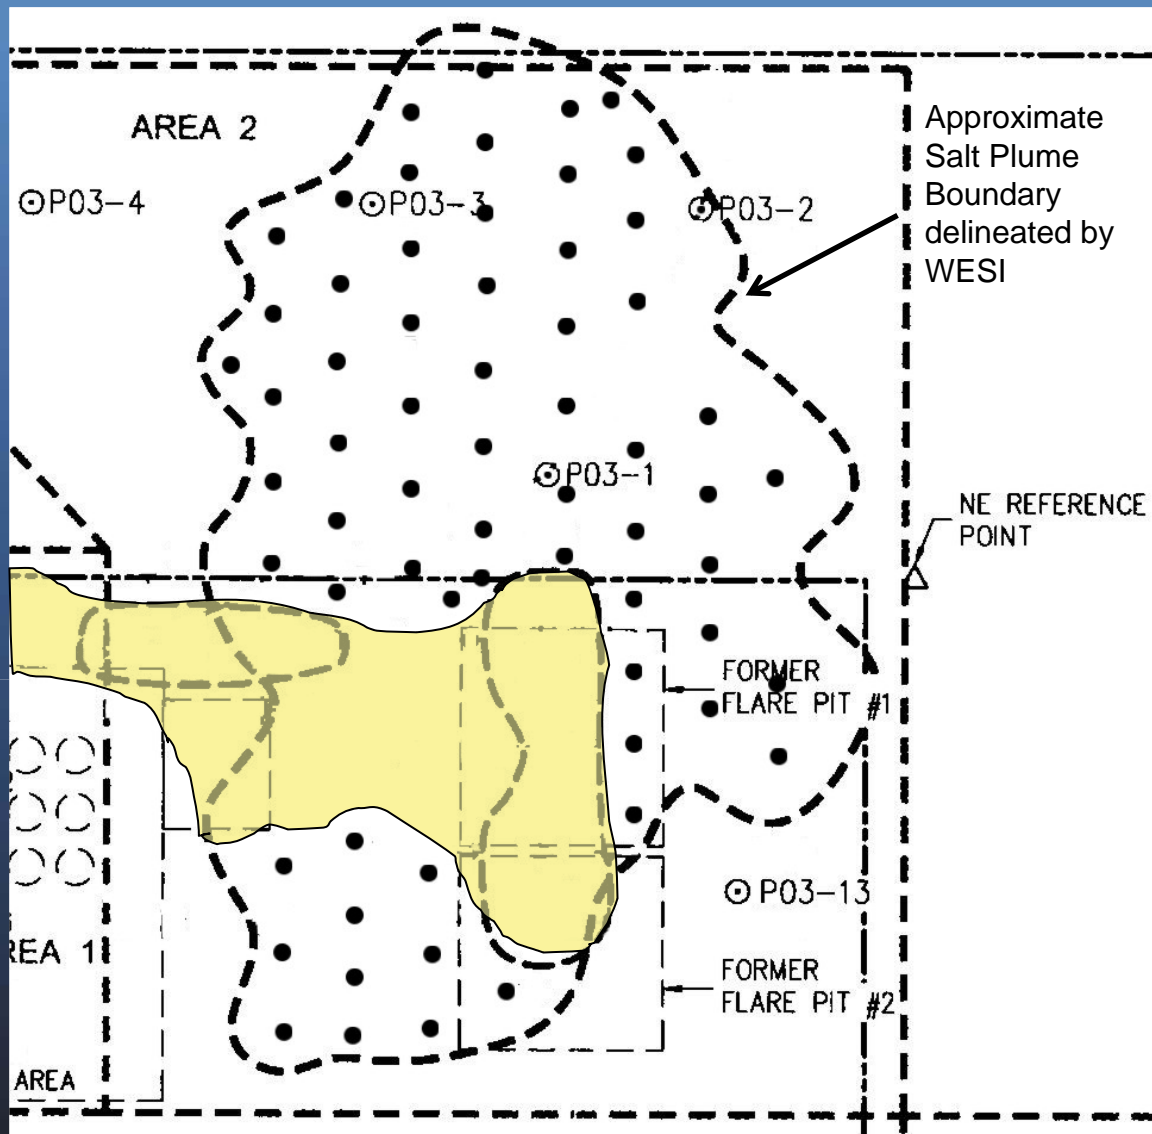 AREA 2
Approximate
Salt Plume
Boundary
delineated by
WESI
P03-4
P03-3
P03-2
P03-1
NE REFERENCE
POINT
FORMER
FLARE PIT #1
P03-13
REA 1
FORMER
FLARE PIT #2
AREA